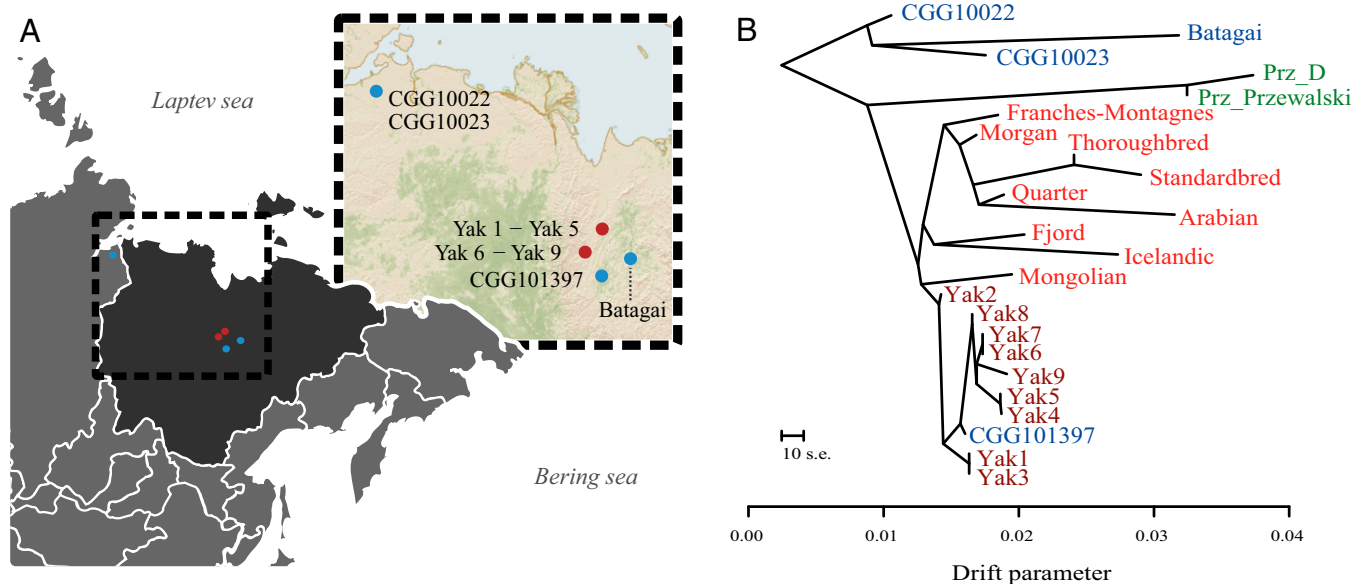 A
Laptev sea
Bering sea
CGG10022
CGG10023
Yak 1 – Yak 5
Yak 6 – Yak 9
CGG101397
Batagai
B
CGG10022
Batagai
CGG10023
Prz_D
Prz_Przewalski
Franches-Montagnes
Morgan
Thoroughbred
Standardbred
Quarter
Arabian
Fjord
Icelandic
Mongolian
Yak2
Yak8
Yak7
Yak6
Yak9
Yak5
Yak4
CGG101397
Yak1
Yak3
10 s.e.
0.00 0.01 0.02 0.03 0.04
Drift parameter